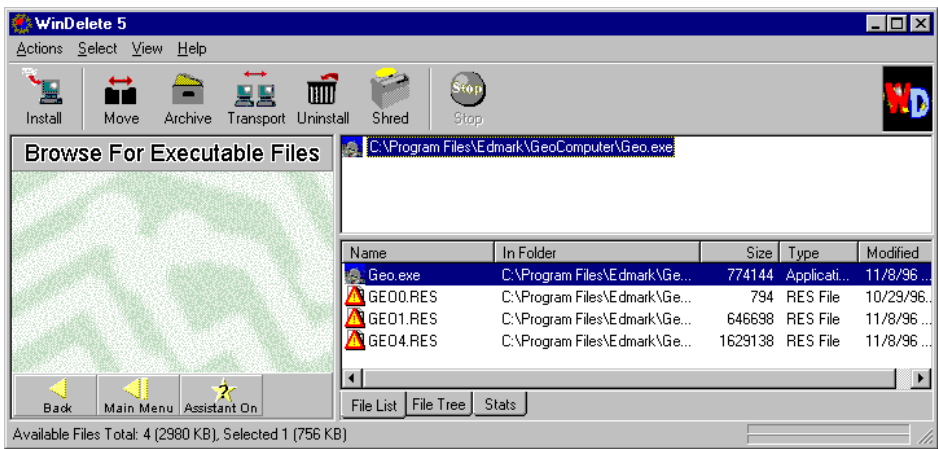 WinDelete 5
Actions Select View Help
Install Move Archive Transport Uninstall Shred Stop
Stop
WD
Browse For Executable Files
C:\Program Files\Edmark\GeoComputer\Geo.exe
Name In Folder Size Type Modified
Geo.exe C:\Program Files\Edmark\Ge... 774144 Applicati... 11/8/96 ...
GEO0.RES C:\Program Files\Edmark\Ge... 794 RES File 10/29/96...
GEO1.RES C:\Program Files\Edmark\Ge... 646698 RES File 11/8/96 ...
GEO4.RES C:\Program Files\Edmark\Ge... 1629138 RES File 11/8/96 ...
Back Main Menu Assistant On
File List File Tree Stats
Available Files Total: 4 (2980 KB), Selected 1 (756 KB)